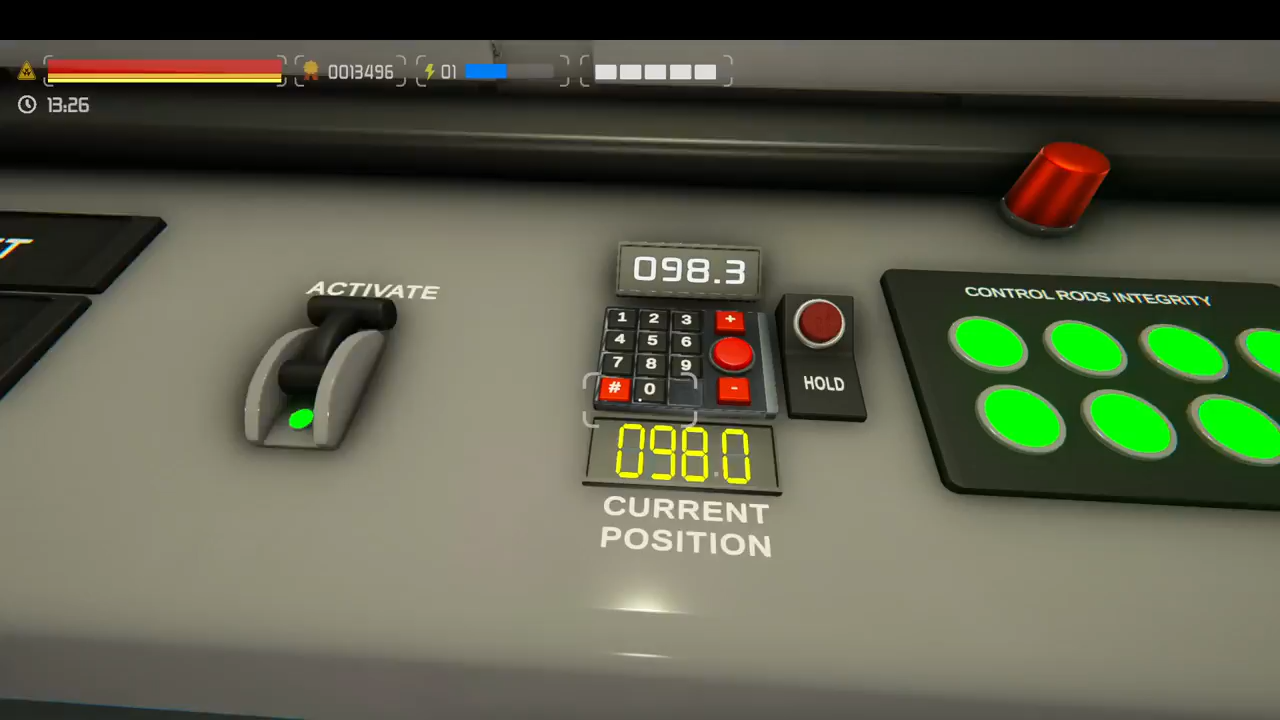 0013496
01
13:26
T
ACTIVATE
098.3
1 2 3 +
4 5 6
7 8 9
# 0 -
HOLD
098.0
CURRENT
POSITION
CONTROL RODS INTEGRITY